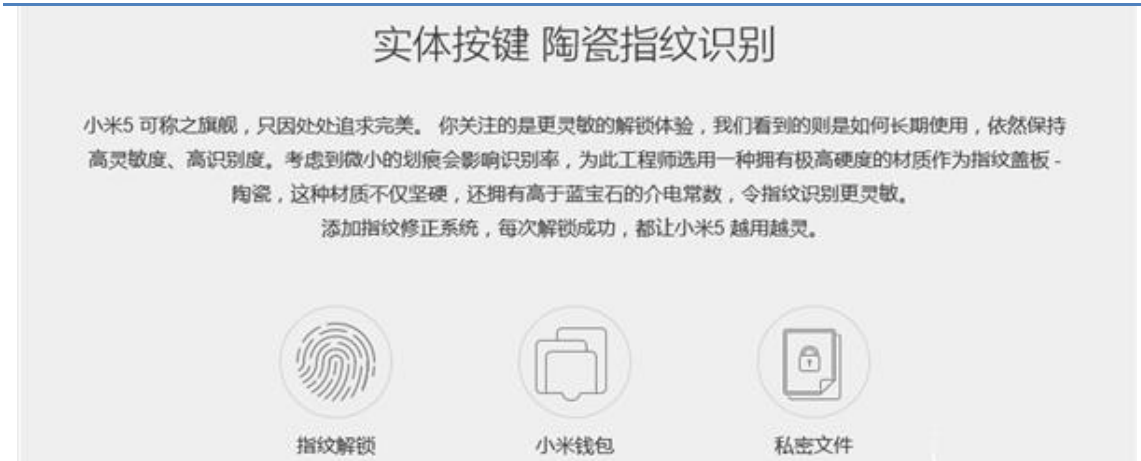 实体按键 陶瓷指纹识别
小米5 可称之旗舰，只因处处追求完美。 你关注的是更灵敏的解锁体验，我们看到的则是如何长期使用，依然保持
高灵敏度、高识别度。考虑到微小的划痕会影响识别率，为此工程师选用一种拥有极高硬度的材质作为指纹盖板 -
陶瓷，这种材质不仅坚硬，还拥有高于蓝宝石的介电常数，令指纹识别更灵敏。
添加指纹修正系统，每次解锁成功，都让小米5 越用越灵。
指纹解锁
小米钱包
私密文件